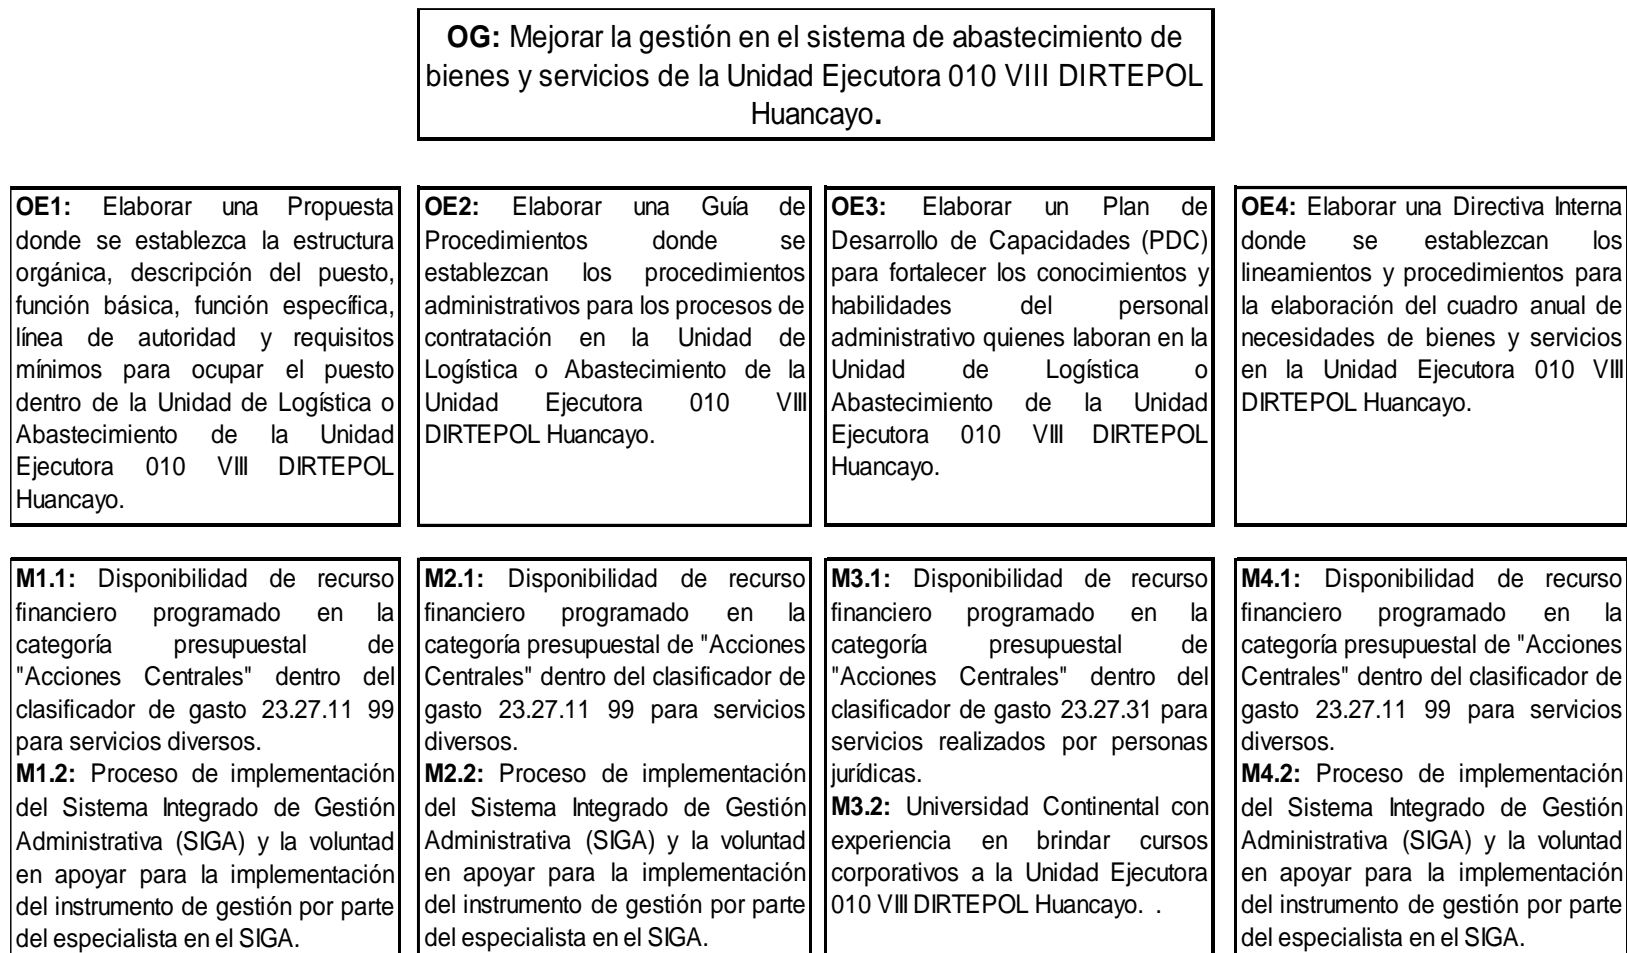 OG: Mejorar la gestión en el sistema de abastecimiento de
bienes y servicios de la Unidad Ejecutora 010 VIII DIRTEPOL
Huancayo.
OE1: Elaborar una Propuesta
donde se establezca la estructura
orgánica, descripción del puesto,
función básica, función específica,
línea de autoridad y requisitos
mínimos para ocupar el puesto
dentro de la Unidad de Logística o
Abastecimiento de la Unidad
Ejecutora 010 VIII DIRTEPOL
Huancayo.
OE2: Elaborar una Guía de
Procedimientos donde se
establezcan los procedimientos
administrativos para los procesos de
contratación en la Unidad de
Logística o Abastecimiento de la
Unidad Ejecutora 010 VIII
DIRTEPOL Huancayo.
OE3: Elaborar un Plan de
Desarrollo de Capacidades (PDC)
para fortalecer los conocimientos y
habilidades del personal
administrativo quienes laboran en la
Unidad de Logística o
Abastecimiento de la Unidad
Ejecutora 010 VIII DIRTEPOL
Huancayo.
OE4: Elaborar una Directiva Interna
donde se establezcan los
lineamientos y procedimientos para
la elaboración del cuadro anual de
necesidades de bienes y servicios
en la Unidad Ejecutora 010 VIII
DIRTEPOL Huancayo.
M1.1: Disponibilidad de recurso
financiero programado en la
categoría presupuestal de
"Acciones Centrales" dentro del
clasificador de gasto 23.27.11 99
para servicios diversos.
M1.2: Proceso de implementación
del Sistema Integrado de Gestión
Administrativa (SIGA) y la voluntad
en apoyar para la implementación
del instrumento de gestión por parte
del especialista en el SIGA.
M2.1: Disponibilidad de recurso
financiero programado en la
categoría presupuestal de "Acciones
Centrales" dentro del clasificador de
gasto 23.27.11 99 para servicios
diversos.
M2.2: Proceso de implementación
del Sistema Integrado de Gestión
Administrativa (SIGA) y la voluntad
en apoyar para la implementación
del instrumento de gestión por parte
del especialista en el SIGA.
M3.1: Disponibilidad de recurso
financiero programado en la
categoría presupuestal de
"Acciones Centrales" dentro del
clasificador de gasto 23.27.31 para
servicios realizados por personas
jurídicas.
M3.2: Universidad Continental con
experiencia en brindar cursos
corporativos a la Unidad Ejecutora
010 VIII DIRTEPOL Huancayo. .
M4.1: Disponibilidad de recurso
financiero programado en la
categoría presupuestal de "Acciones
Centrales" dentro del clasificador de
gasto 23.27.11 99 para servicios
diversos.
M4.2: Proceso de implementación
del Sistema Integrado de Gestión
Administrativa (SIGA) y la voluntad
en apoyar para la implementación
del instrumento de gestión por parte
del especialista en el SIGA.